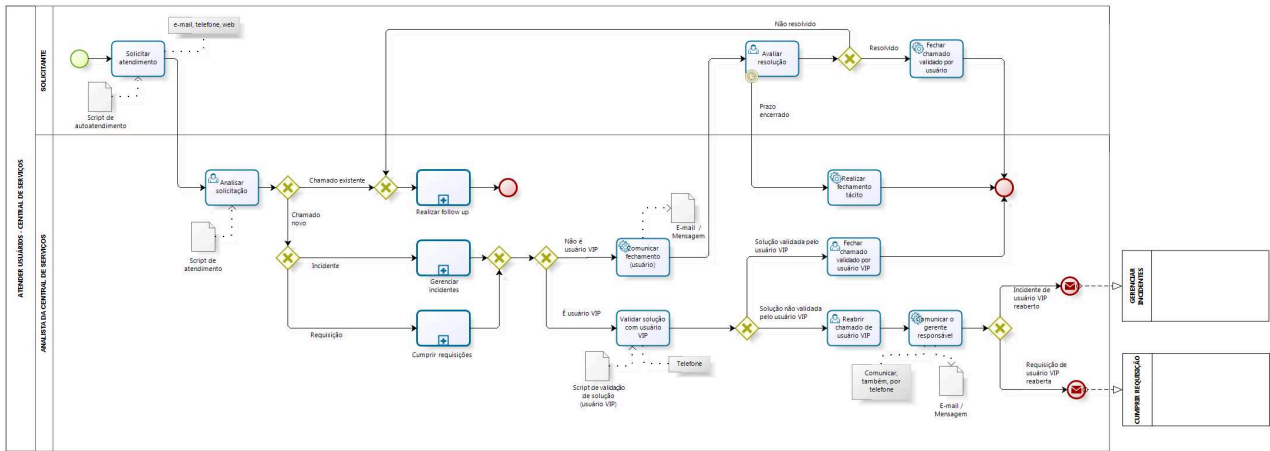 ATENDER USUÁRIOS - CENTRAL DE SERVIÇOS
SOLICITANTE
e-mail, telefone, web
Solicitar
atendimento
Script de
autoatendimento
Não resolvido
Avaliar
resolução
Resolvido
Fechar
chamado
validado por
usuário
Prazo
encerrado
ANALISTA DA CENTRAL DE SERVIÇOS
Analisar
solicitação
Script de
atendimento
Chamado existente
Chamado
novo
Realizar follow up
Realizar
fechamento
tácito
Incidente
Gerenciar
incidentes
Requisição
Cumprir requisições
Não é
usuário VIP
Comunicar
fechamento
(usuário)
E-mail /
Mensagem
É usuário VIP
Validar solução
com usuário
VIP
Script de validação
de solução
(usuário VIP)
Telefone
Solução validada pelo
usuário VIP
Fechar
chamado
validado por
usuário VIP
Solução não validada
pelo usuário VIP
Reabrir
chamado de
usuário VIP
Comunicar o
gerente
responsável
Comunicar,
também, por
telefone
E-mail /
Mensagem
Incidente de
usuário VIP
reaberto
Requisição de
usuário VIP
reaberta
GERENCIAR
INCIDENTES
CUMPRIR REQUISIÇÃO